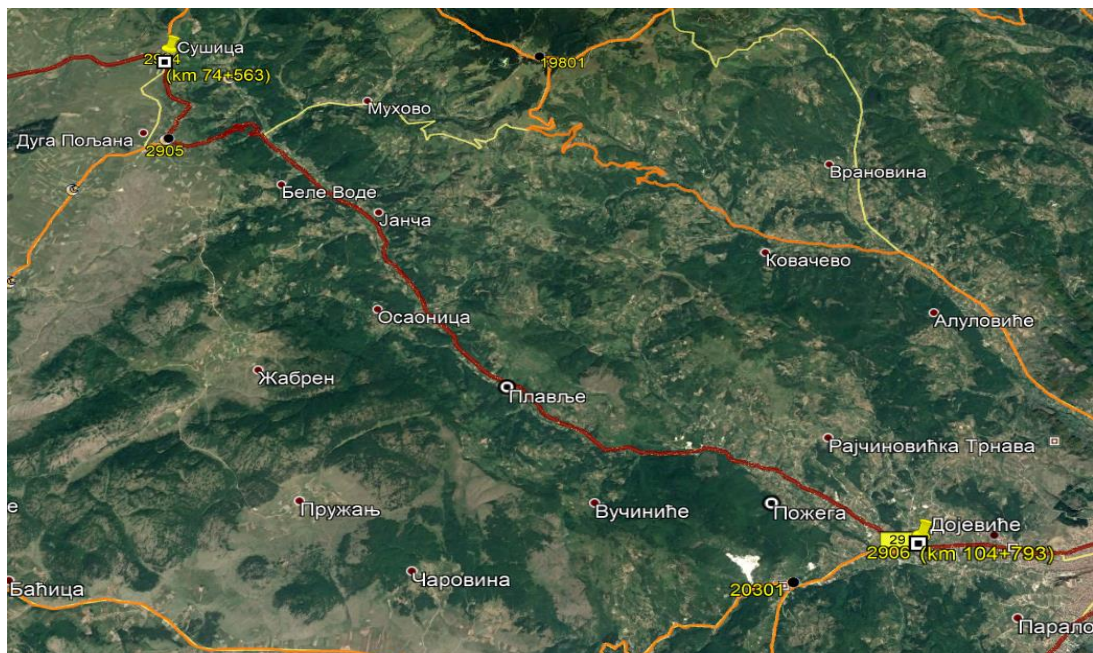 Сушица
(km 74+563)
19801
Мухово
Дуга Пољана
2905
Врановина
Беле Воде
Јанча
Ковачево
Осаоница
Алуловиће
Жабрен
Плавље
Рајчиновићка Трнава
Пружањ
Вучиниће
Пожега
е
29
Дојевиће
2906 (km 104+793)
Чаровина
20301
Баћица
Парало